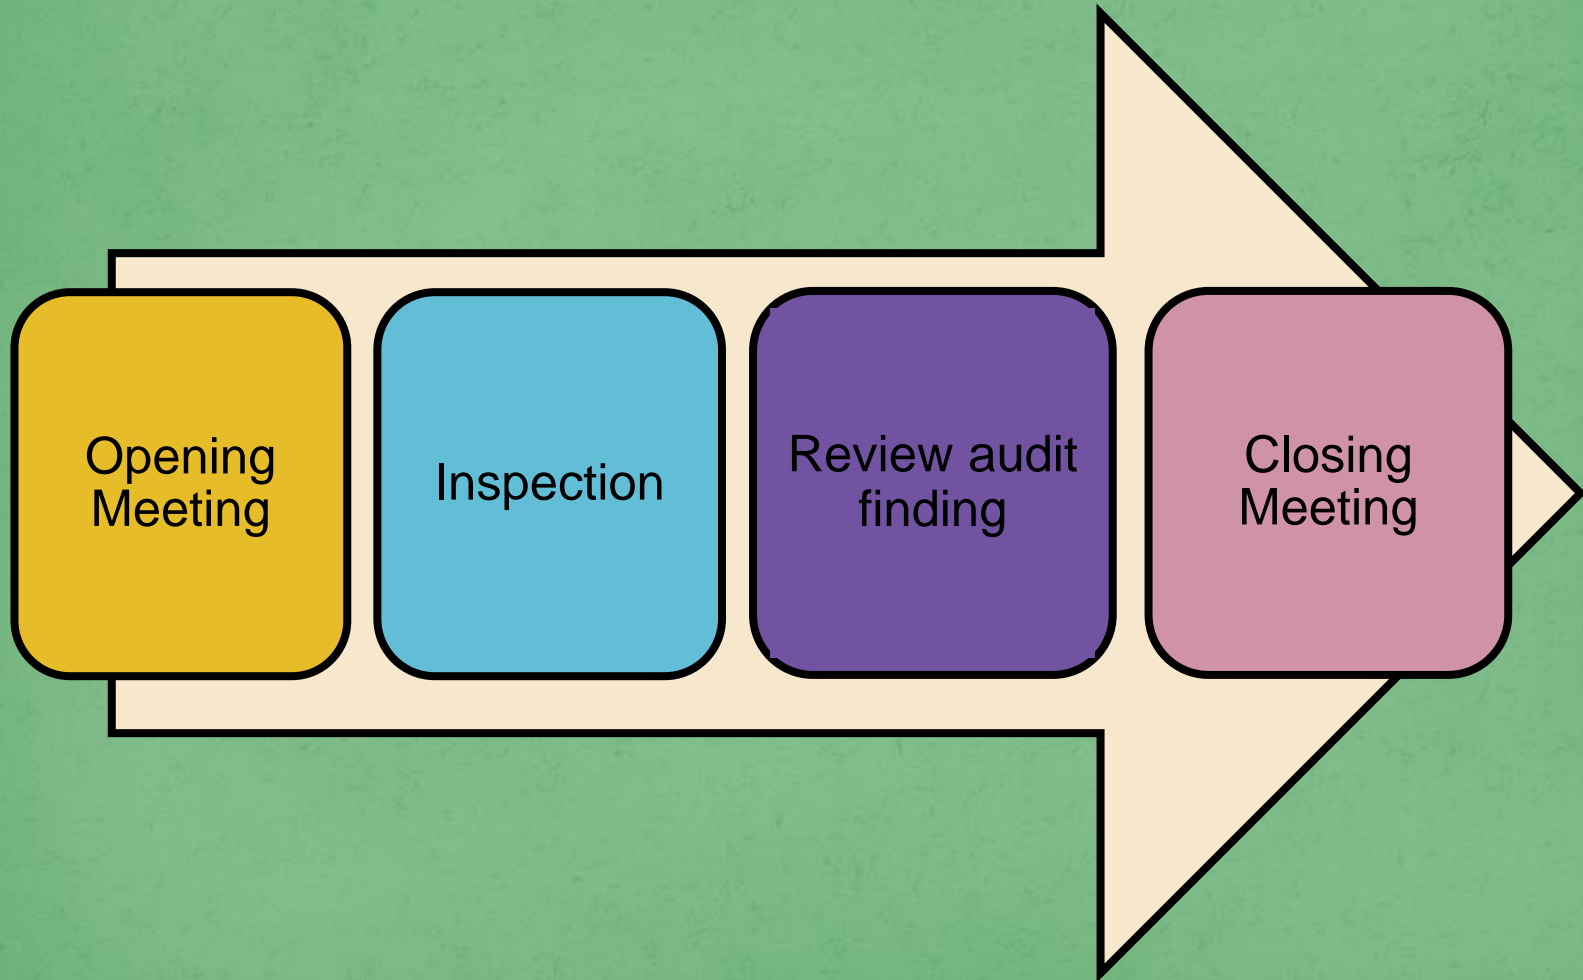 Opening
Meeting
Inspection
Review audit
finding
Closing
Meeting